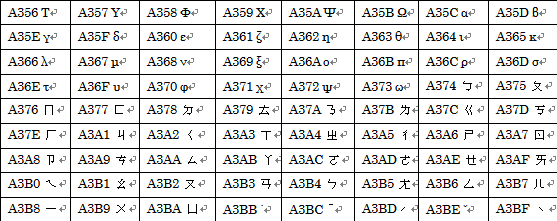 A356 Τ A357 Υ A358 Φ A359 Χ A35A Ψ A35B Ω A35C α A35D β
A35E γ A35F δ A360 ε A361 ζ A362 η A363 θ A364 ι A365 κ
A366 λ A367 μ A368 ν A369 ξ A36A ο A36B π A36C ρ A36D σ
A36E τ A36F υ A370 φ A371 χ A372 ψ A373 ω A374 ㄅ A375 ㄆ
A376 ㄇ A377 ㄈ A378 ㄉ A379 ㄊ A37A ㄋ A37B ㄌ A37C ㄍ A37D ㄎ
A37E ㄏ A3A1 ㄐ A3A2 ㄑ A3A3 ㄒ A3A4 ㄓ A3A5 ㄔ A3A6 ㄕ A3A7 ㄖ
A3A8 ㄗ A3A9 ㄘ A3AA ㄙ A3AB ㄚ A3AC ㄛ A3AD ㄜ A3AE ㄝ A3AF ㄞ
A3B0 ㄟ A3B1 ㄠ A3B2 ㄡ A3B3 ㄢ A3B4 ㄣ A3B5 ㄤ A3B6 ㄥ A3B7 ㄦ
A3B8 ㄧ A3B9 ㄨ A3BA ㄩ A3BB ˙ A3BC ˉ A3BD ˊ A3BE ˇ A3BF ˋ